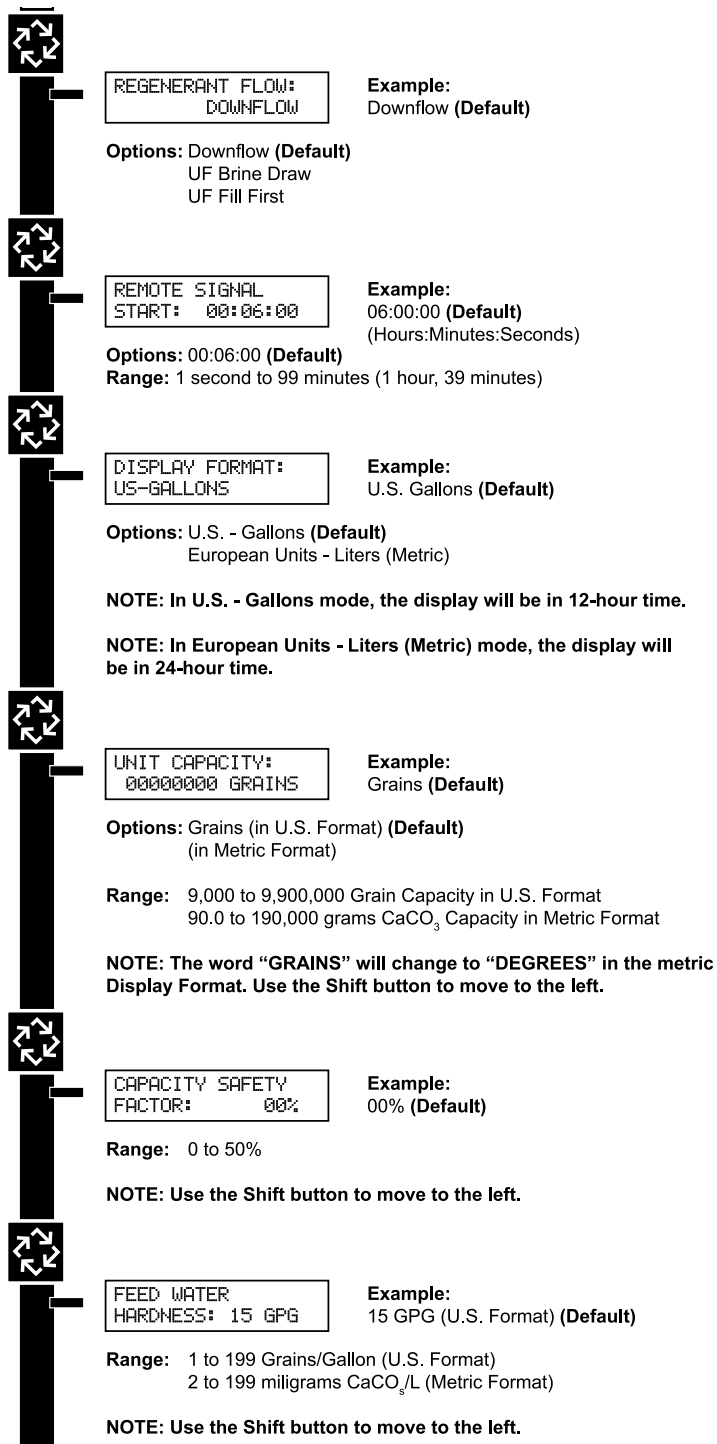 REGENERANT FLOW:
DOWNFLOW
Example:
Downflow (Default)
Options: Downflow (Default)
UF Brine Draw
UF Fill First
REMOTE SIGNAL
START: 00:06:00
Example:
06:00:00 (Default)
(Hours:Minutes:Seconds)
Options: 00:06:00 (Default)
Range: 1 second to 99 minutes (1 hour, 39 minutes)
DISPLAY FORMAT:
US-GALLONS
Example:
U.S. Gallons (Default)
Options: U.S. - Gallons (Default)
European Units - Liters (Metric)
NOTE: In U.S. - Gallons mode, the display will be in 12-hour time.
NOTE: In European Units - Liters (Metric) mode, the display will
be in 24-hour time.
UNIT CAPACITY:
00000000 GRAINS
Example:
Grains (Default)
Options: Grains (in U.S. Format) (Default)
(in Metric Format)
Range: 9,000 to 9,900,000 Grain Capacity in U.S. Format
90.0 to 190,000 grams CaCO3 Capacity in Metric Format
NOTE: The word “GRAINS” will change to “DEGREES” in the metric
Display Format. Use the Shift button to move to the left.
CAPACITY SAFETY
FACTOR: 00%
Example:
00% (Default)
Range: 0 to 50%
NOTE: Use the Shift button to move to the left.
FEED WATER
HARDNESS: 15 GPG
Example:
15 GPG (U.S. Format) (Default)
Range: 1 to 199 Grains/Gallon (U.S. Format)
2 to 199 miligrams CaCOs/L (Metric Format)
NOTE: Use the Shift button to move to the left.